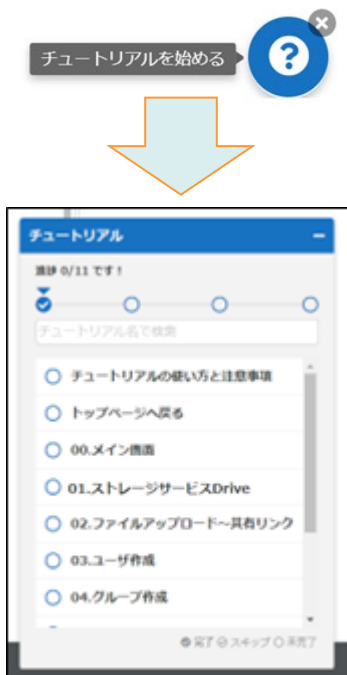 チュートリアルを始める
チュートリアル
進捗 0/11 です！
チュートリアル名で検索
チュートリアルの使い方と注意事項
トップページへ戻る
00.メイン画面
01.ストレージサービスDrive
02.ファイルアップロード～共有リンク
03.ユーザ作成
04.グループ作成
完了 スキップ 未完了